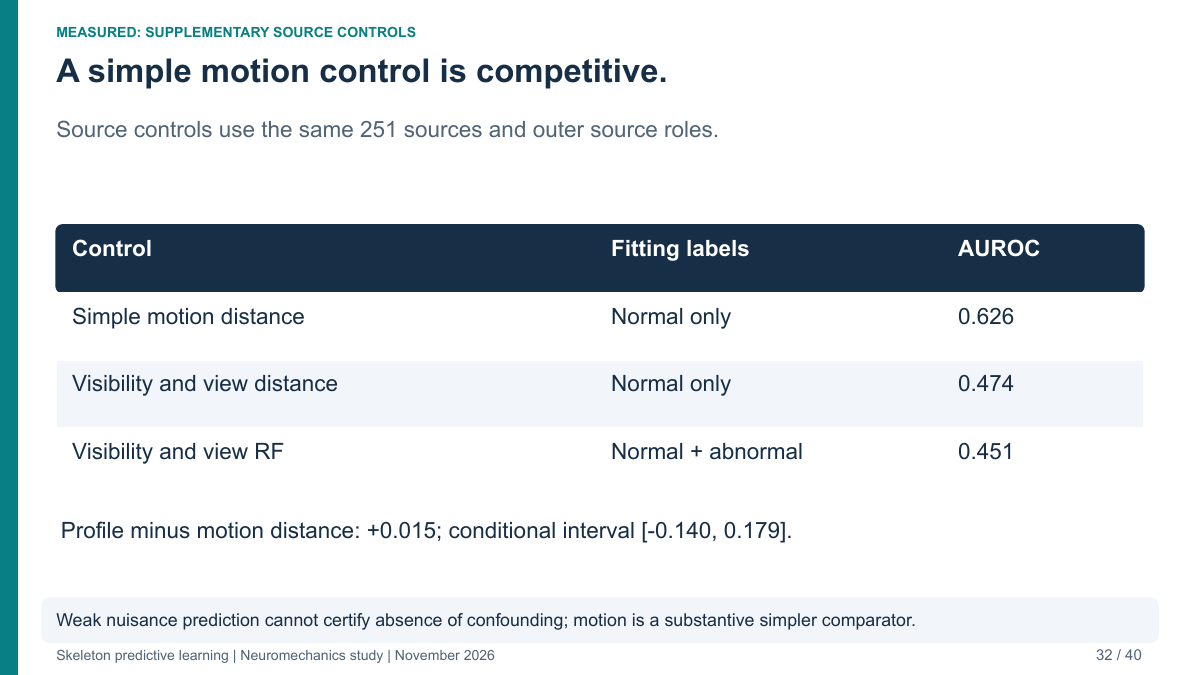 MEASURED: SUPPLEMENTARY SOURCE CONTROLS
A simple motion control is competitive.
Source controls use the same 251 sources and outer source roles.
Control Fitting labels AUROC
Simple motion distance Normal only 0.626
Visibility and view distance Normal only 0.474
Visibility and view RF Normal + abnormal 0.451
Profile minus motion distance: +0.015; conditional interval [-0.140, 0.179].
Weak nuisance prediction cannot certify absence of confounding; motion is a substantive simpler comparator.
Skeleton predictive learning | Neuromechanics study | November 2026 32 / 40